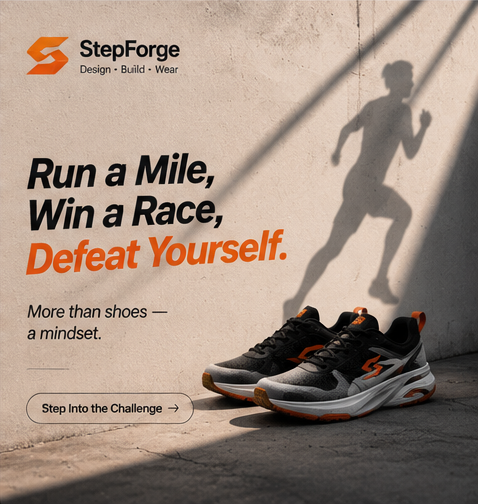 StepForge
Design • Build • Wear
Run a Mile,
Win a Race,
Defeat Yourself.
More than shoes —
a mindset.
Step Into the Challenge →